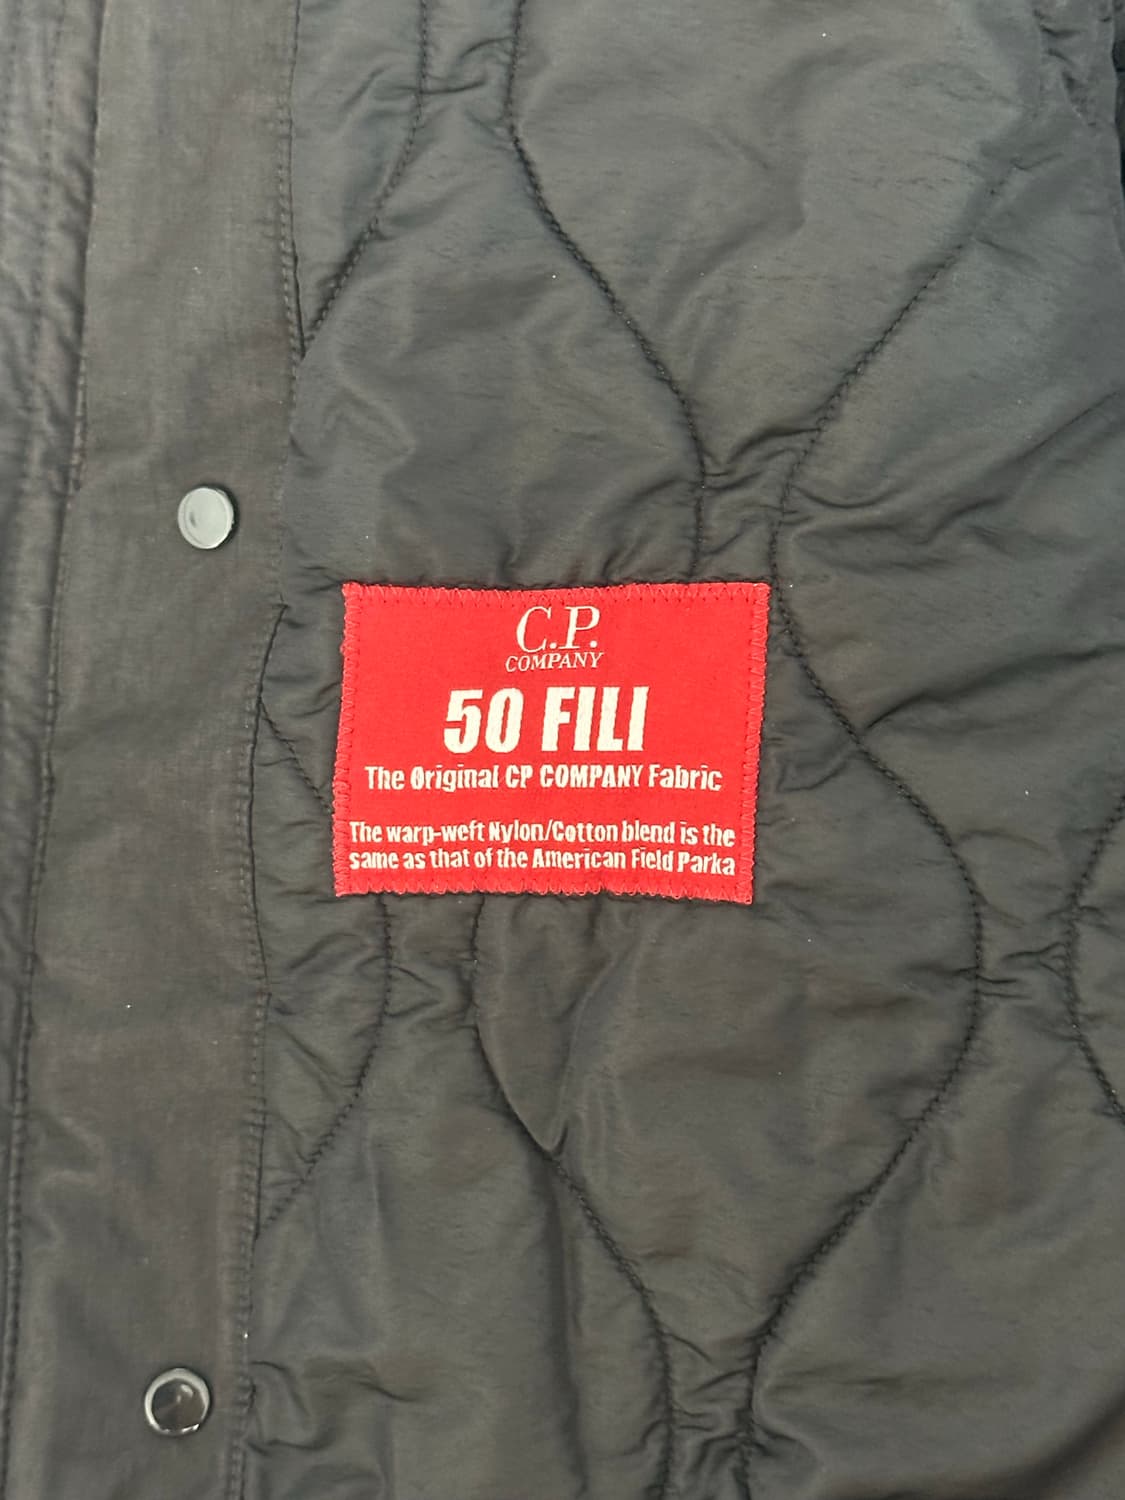 C.P.
COMPANY
50 FILI
The Original CP COMPANY Fabric
The warp-weft Nylon/Cotton blend is the
same as that of the American Field Parka